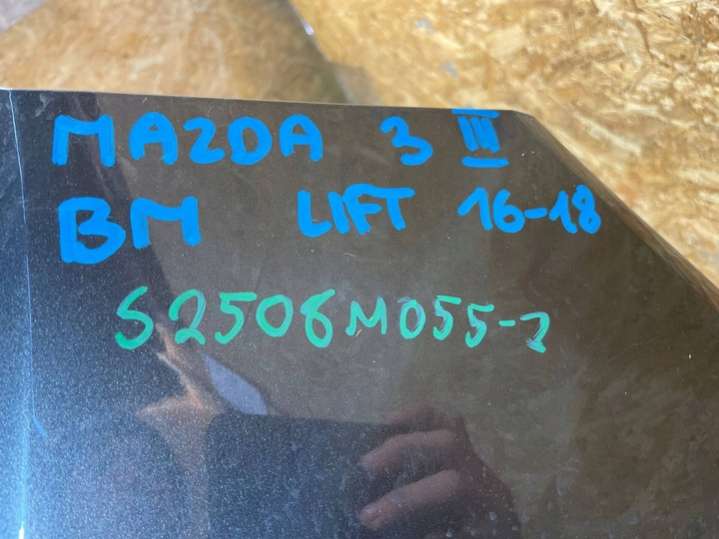 MAZDA 3 III
BM LIFT 16-18
S2506M055-2